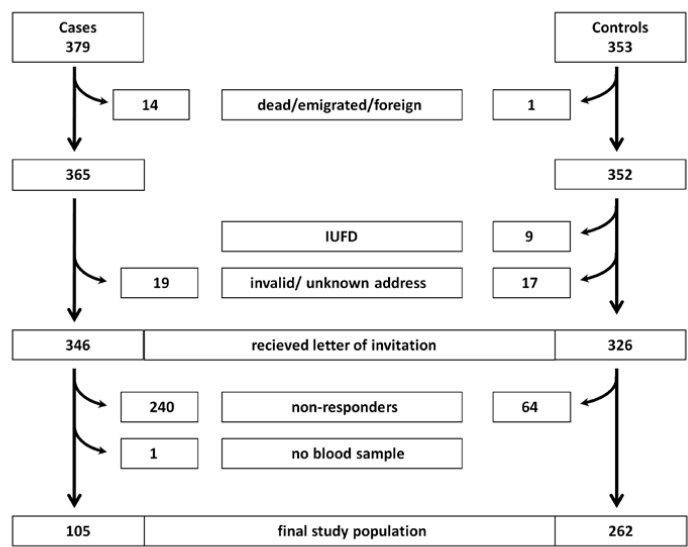 Cases
379
Controls
353
14 dead/emigrated/foreign 1
365 352
IUFD 9
19 invalid/ unknown address 17
346 recieved letter of invitation 326
240 non-responders 64
1 no blood sample
105 final study population 262